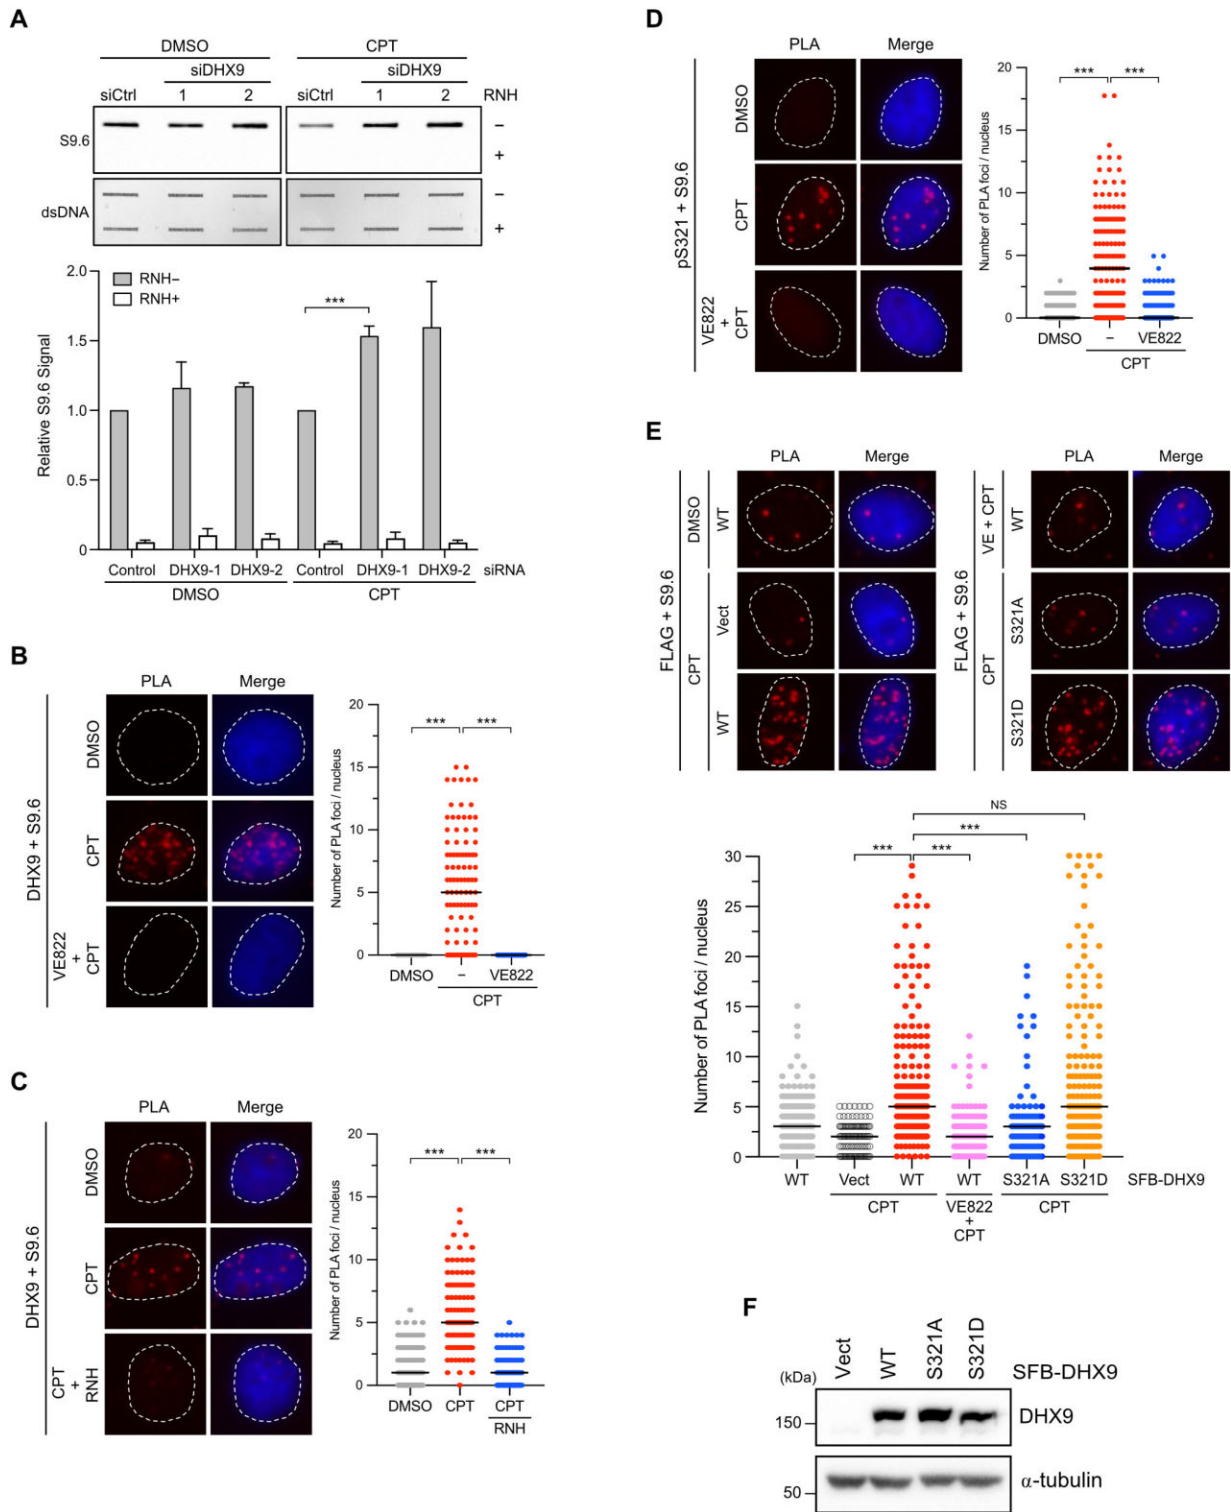 A
DMSO
CPT
siDHX9
siDHX9
siCtrl
1
2
siCtrl
1
2
RNH
S9.6
–
+
dsDNA
–
+
2.0
1.5
1.0
0.5
0
Relative S9.6 Signal
RNH–
RNH+
***
Control
DHX9-1
DHX9-2
Control
DHX9-1
DHX9-2
siRNA
DMSO
CPT
B
PLA
Merge
DHX9 + S9.6
DMSO
CPT
VE822
+
CPT
Number of PLA foci / nucleus
20
15
10
5
0
***
***
DMSO
–
VE822
CPT
C
PLA
Merge
DHX9 + S9.6
DMSO
CPT
CPT
+
RNH
Number of PLA foci / nucleus
20
15
10
5
0
***
***
DMSO
CPT
CPT
RNH
D
PLA
Merge
pS321 + S9.6
DMSO
CPT
VE822
+
CPT
Number of PLA foci / nucleus
20
15
10
5
0
***
***
DMSO
–
VE822
CPT
E
PLA
Merge
PLA
Merge
FLAG + S9.6
DMSO
WT
CPT
Vect
WT
FLAG + S9.6
VE + CPT
WT
CPT
S321A
S321D
Number of PLA foci / nucleus
30
25
20
15
10
5
0
NS
***
***
***
WT
Vect
WT
WT
S321A
S321D
SFB-DHX9
CPT
VE822
+
CPT
CPT
F
Vect
WT
S321A
S321D
SFB-DHX9
(kDa)
150
DHX9
50
α-tubulin